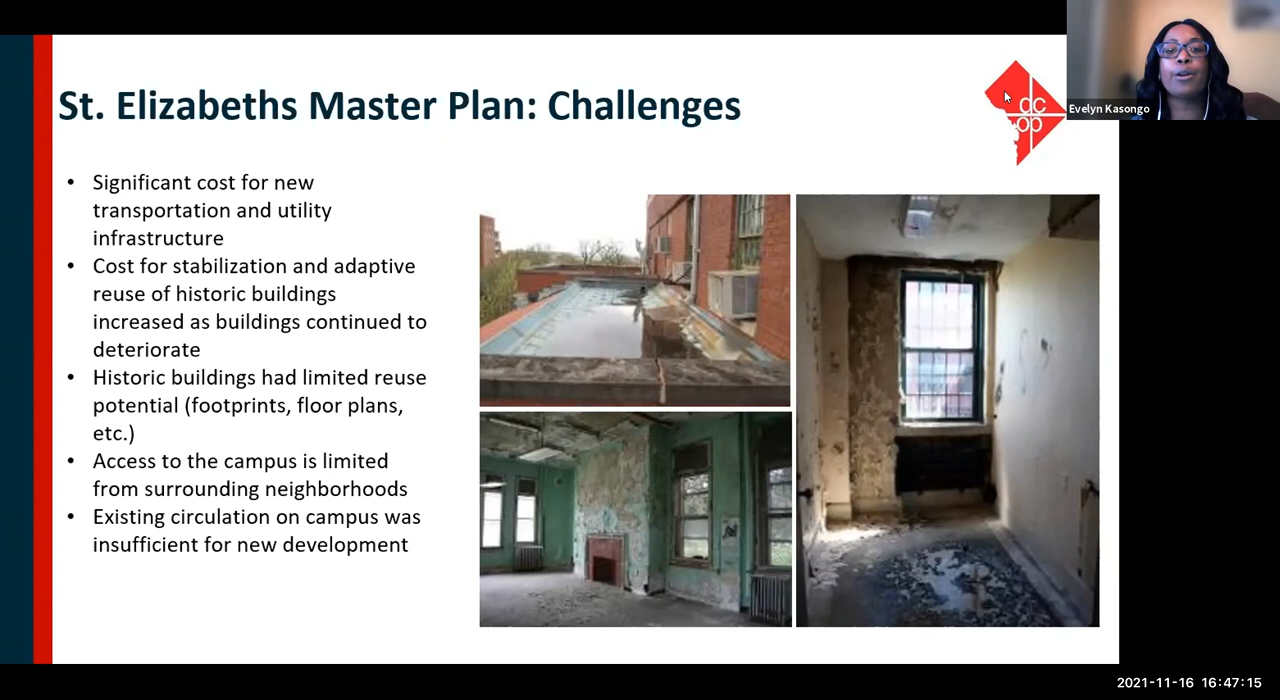 St. Elizabeths Master Plan: Challenges
dc
op
Evelyn Kasongo
• Significant cost for new
transportation and utility
infrastructure
• Cost for stabilization and adaptive
reuse of historic buildings
increased as buildings continued to
deteriorate
• Historic buildings had limited reuse
potential (footprints, floor plans,
etc.)
• Access to the campus is limited
from surrounding neighborhoods
• Existing circulation on campus was
insufficient for new development
2021-11-16 16:47:15